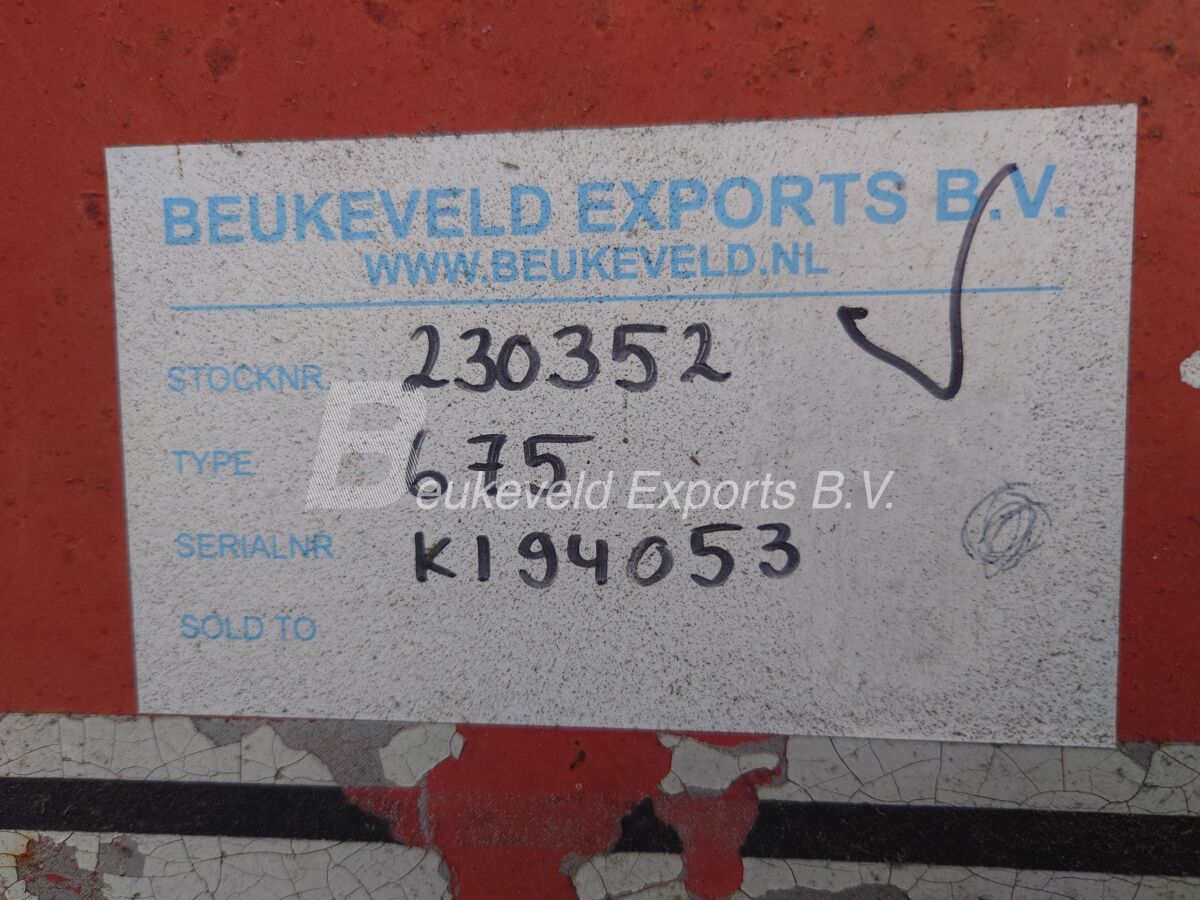 BEUKEVELD EXPORTS B.V.
WWW.BEUKEVELD.NL
STOCKNR. : 230352
TYPE : 675
Beukeveld Exports B.V.
SERIALNR. : K194053
SOLD TO :